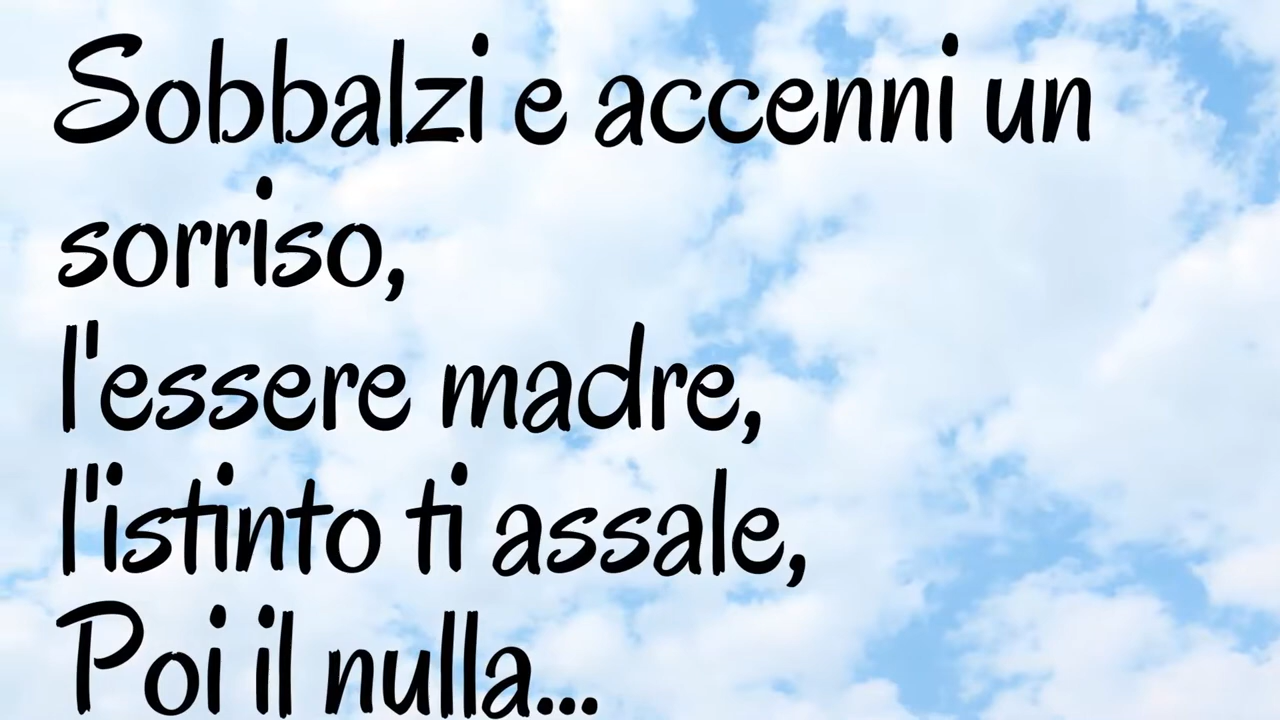 Sobbalzi e accenni un
sorriso,
l'essere madre,
l'istinto ti assale,
Poi il nulla...